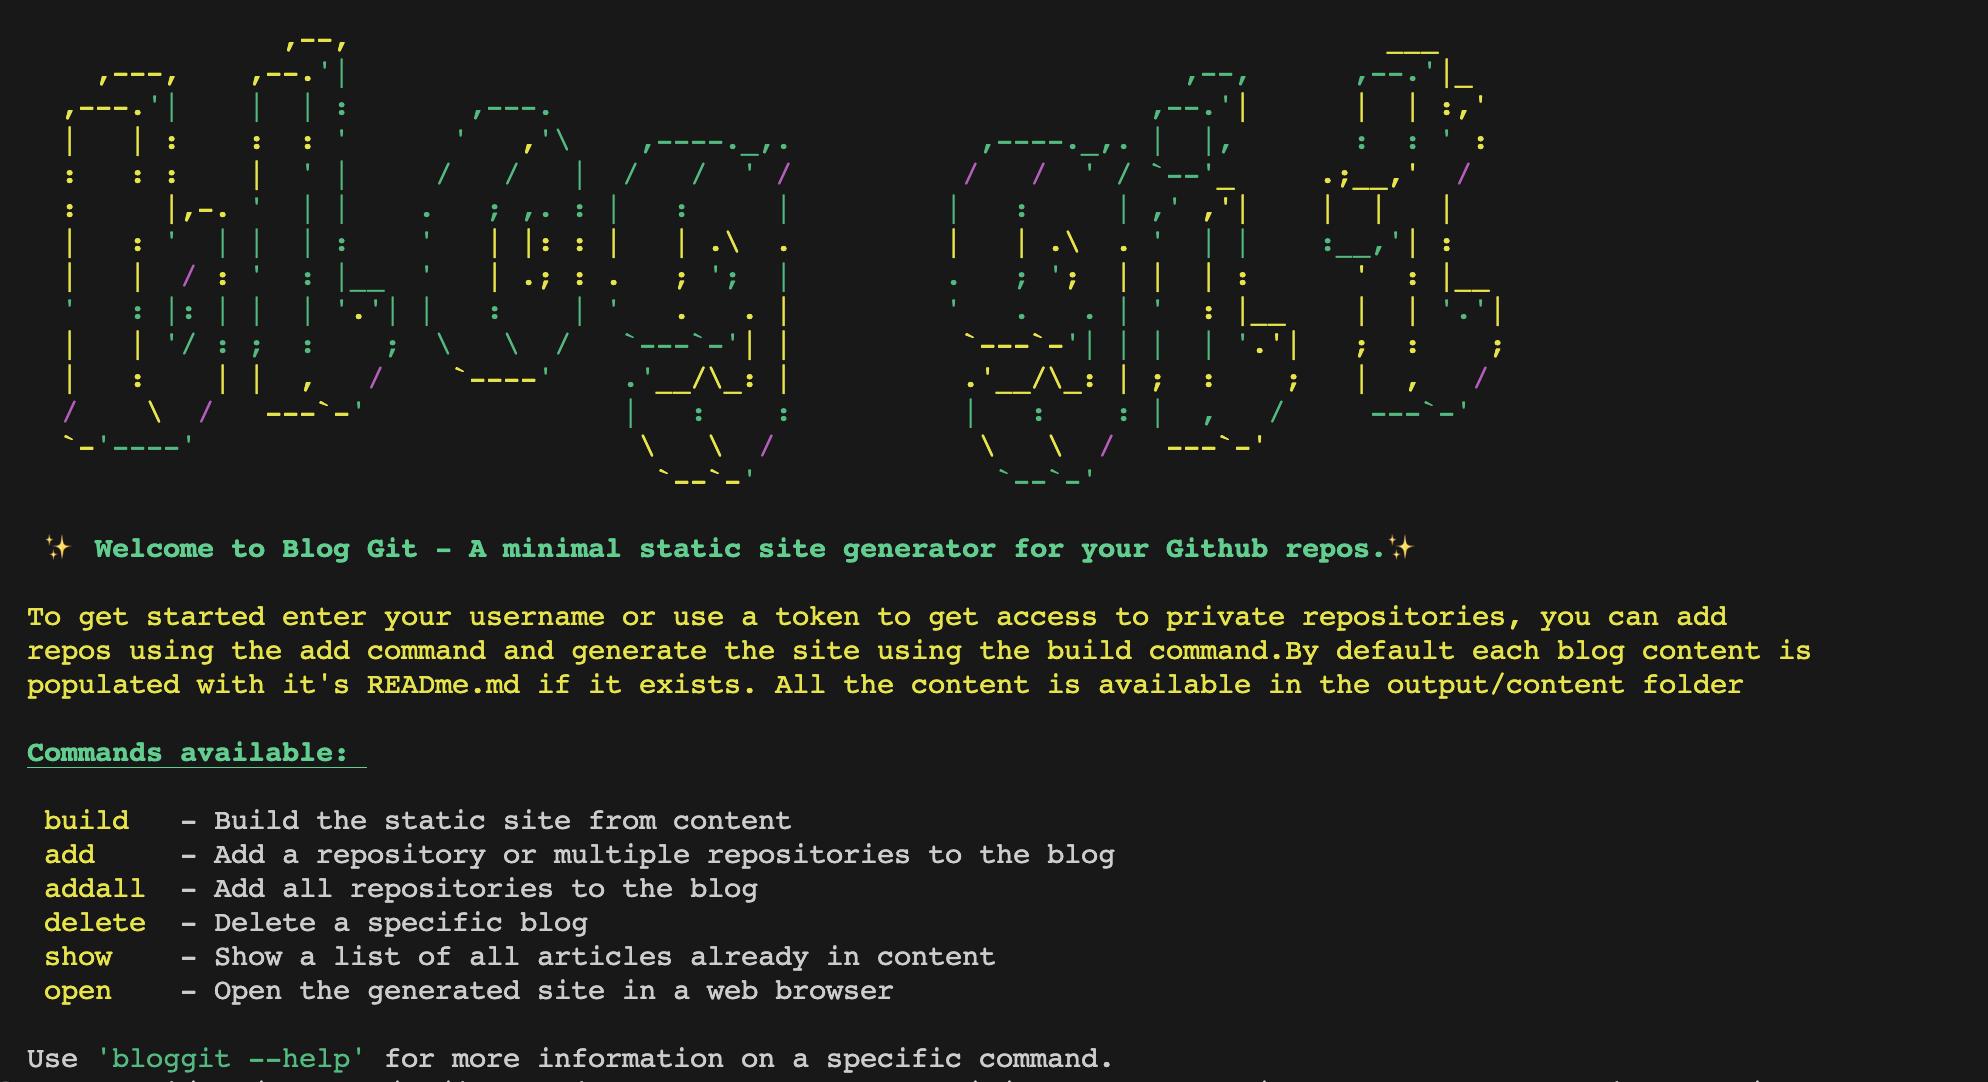 blog git
✨ Welcome to Blog Git - A minimal static site generator for your Github repos.✨
To get started enter your username or use a token to get access to private repositories, you can add
repos using the add command and generate the site using the build command.By default each blog content is
populated with it's READme.md if it exists. All the content is available in the output/content folder
Commands available:
build - Build the static site from content
add - Add a repository or multiple repositories to the blog
addall - Add all repositories to the blog
delete - Delete a specific blog
show - Show a list of all articles already in content
open - Open the generated site in a web browser
Use 'bloggit --help' for more information on a specific command.